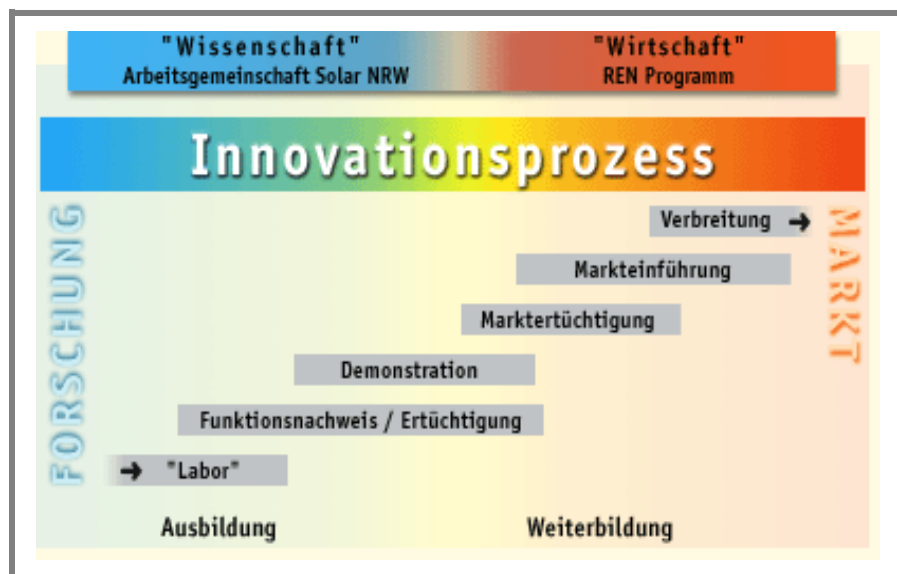 "Wissenschaft"
Arbeitsgemeinschaft Solar NRW
"Wirtschaft"
REN Programm
Innovationsprozess
FORSCHUNG
MARKT
Verbreitung →
Markteinführung
Marktertüchtigung
Demonstration
Funktionsnachweis / Ertüchtigung
→ "Labor"
Ausbildung
Weiterbildung